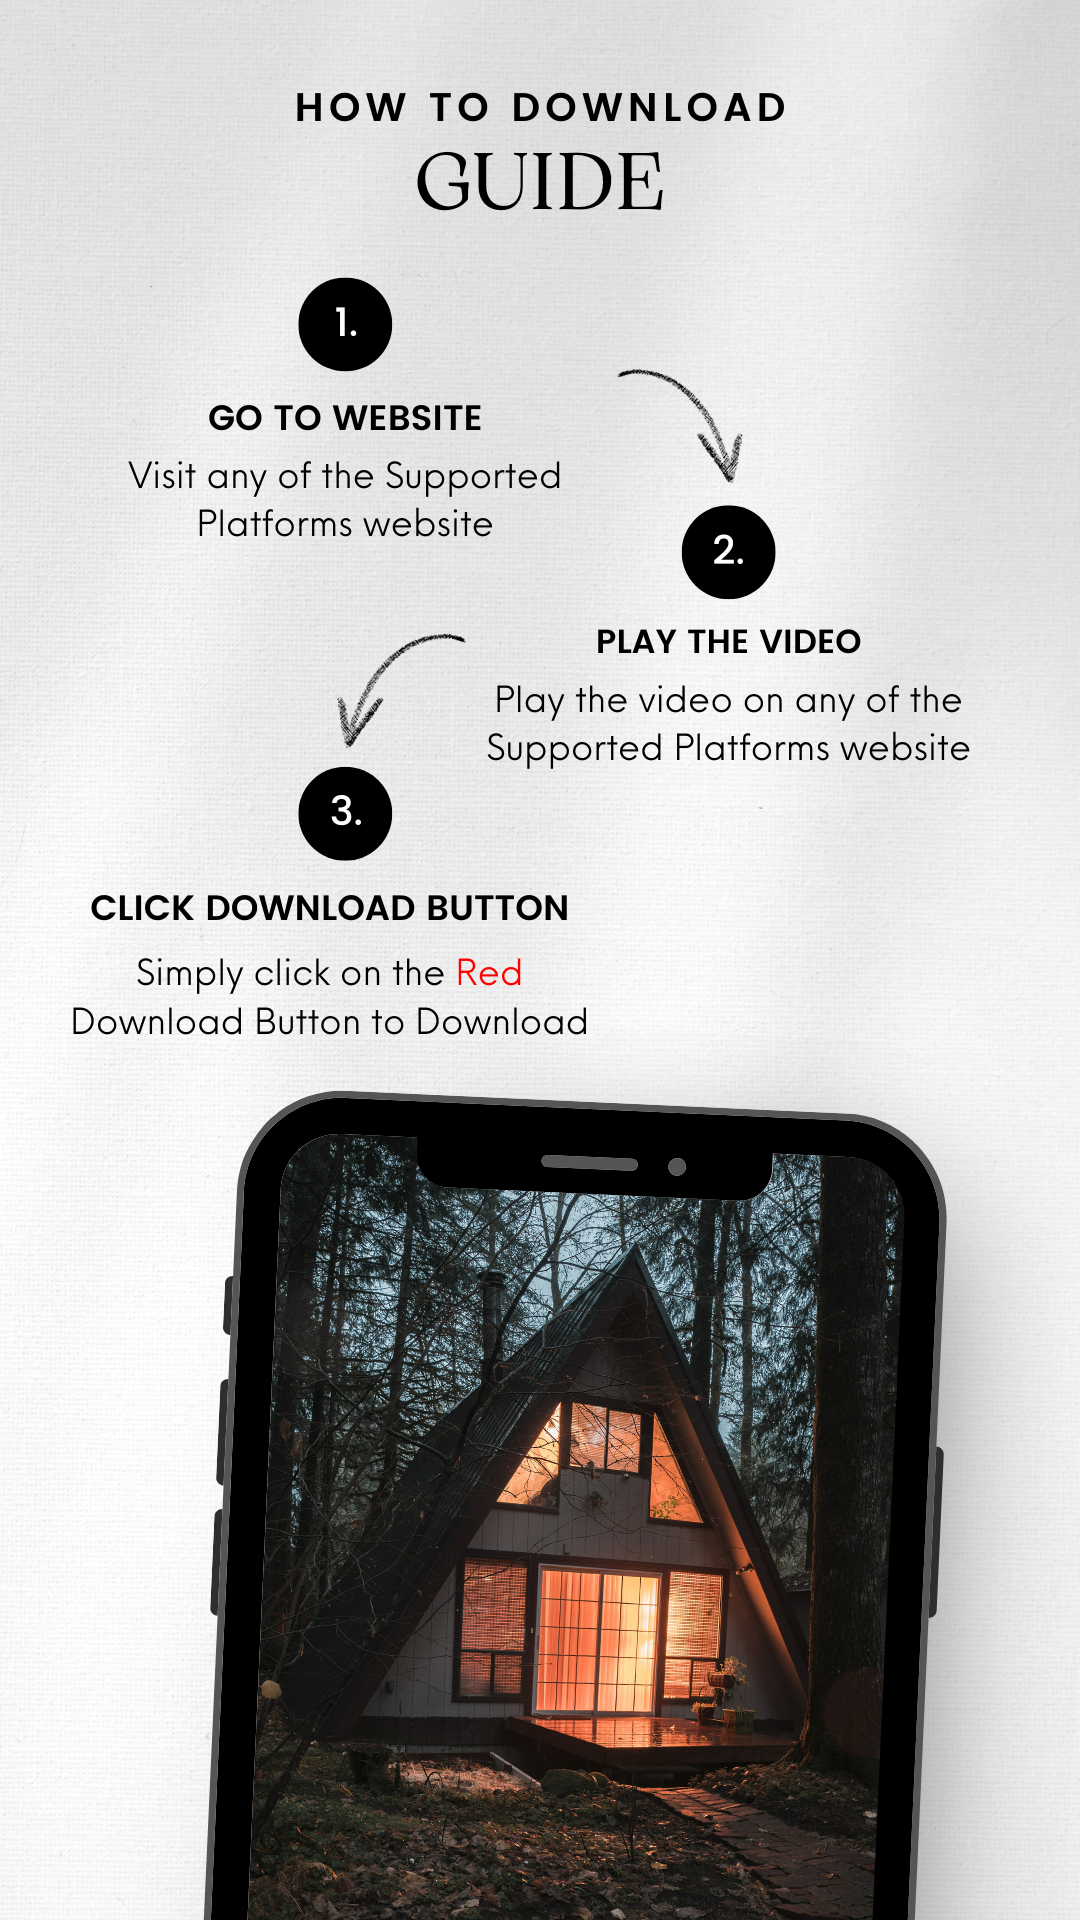 HOW TO DOWNLOAD
GUIDE
1.
GO TO WEBSITE
Visit any of the Supported
Platforms website
2.
PLAY THE VIDEO
Play the video on any of the
Supported Platforms website
3.
CLICK DOWNLOAD BUTTON
Simply click on the Red
Download Button to Download